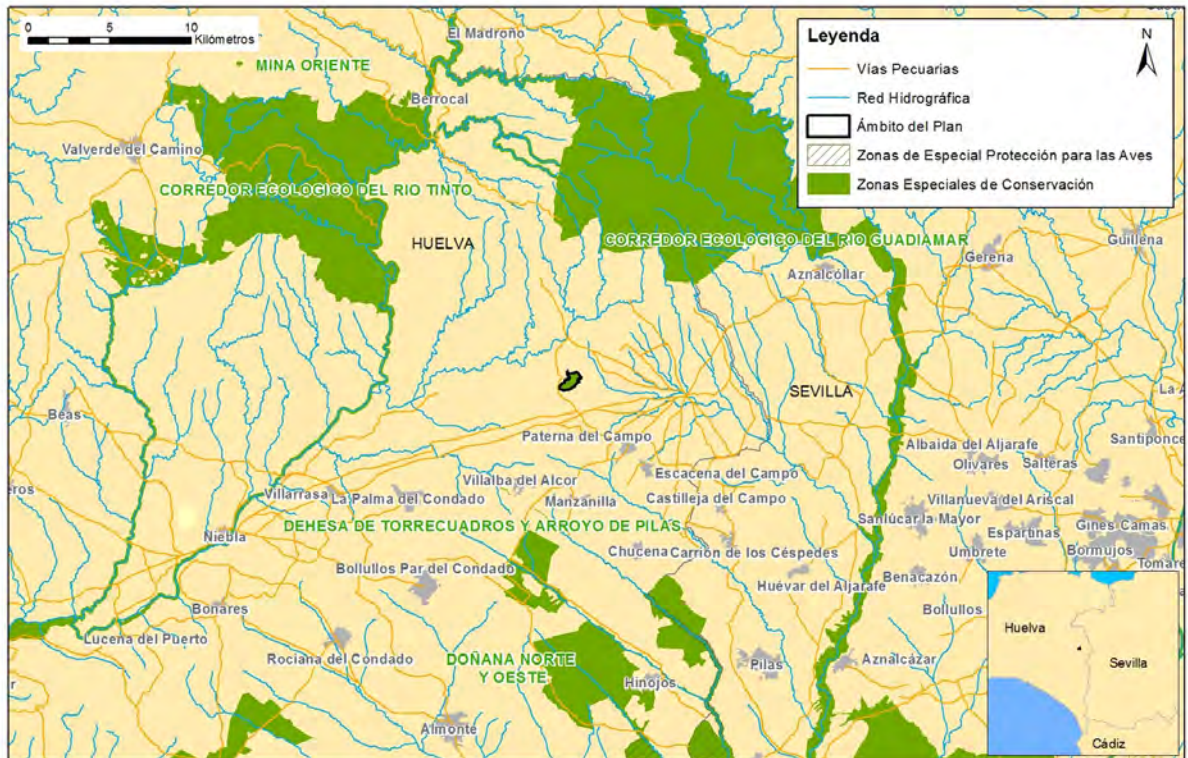 0 5 10
Kilómetros
El Madroño
MINA ORIENTE
Berrocal
Valverde del Camino
CORREDOR ECOLOGICO DEL RIO TINTO
HUELVA
CORREDOR ECOLOGICO DEL RIO GUADIAMAR
Aznalcóllar
Gerena
Guillena
Leyenda
N
Vías Pecuarias
Red Hidrográfica
Ámbito del Plan
Zonas de Especial Protección para las Aves
Zonas Especiales de Conservación
SEVILLA
Beas
Paterna del Campo
Albaida del Aljarafe
Santiponce
Olivares
Salteras
Escacena del Campo
Villalba del Alcor
Villarrasa
La Palma del Condado
Manzanilla
Castilleja del Campo
Villanueva del Ariscal
Sanlúcar la Mayor
Espartinas
Gines
Camas
DEHESA DE TORRECUADROS Y ARROYO DE PILAS
Niebla
Chucena
Carrión de los Céspedes
Umbrete
Bormujos
Tomare
Bollullos Par del Condado
Huévar del Aljarafe
Benacazón
Bonares
Bollullos
Lucena del Puerto
Rociana del Condado
DOÑANA NORTE
Y OESTE
Hinojos
Pilas
Aznalcázar
Almonte
Huelva
Sevilla
Cádiz